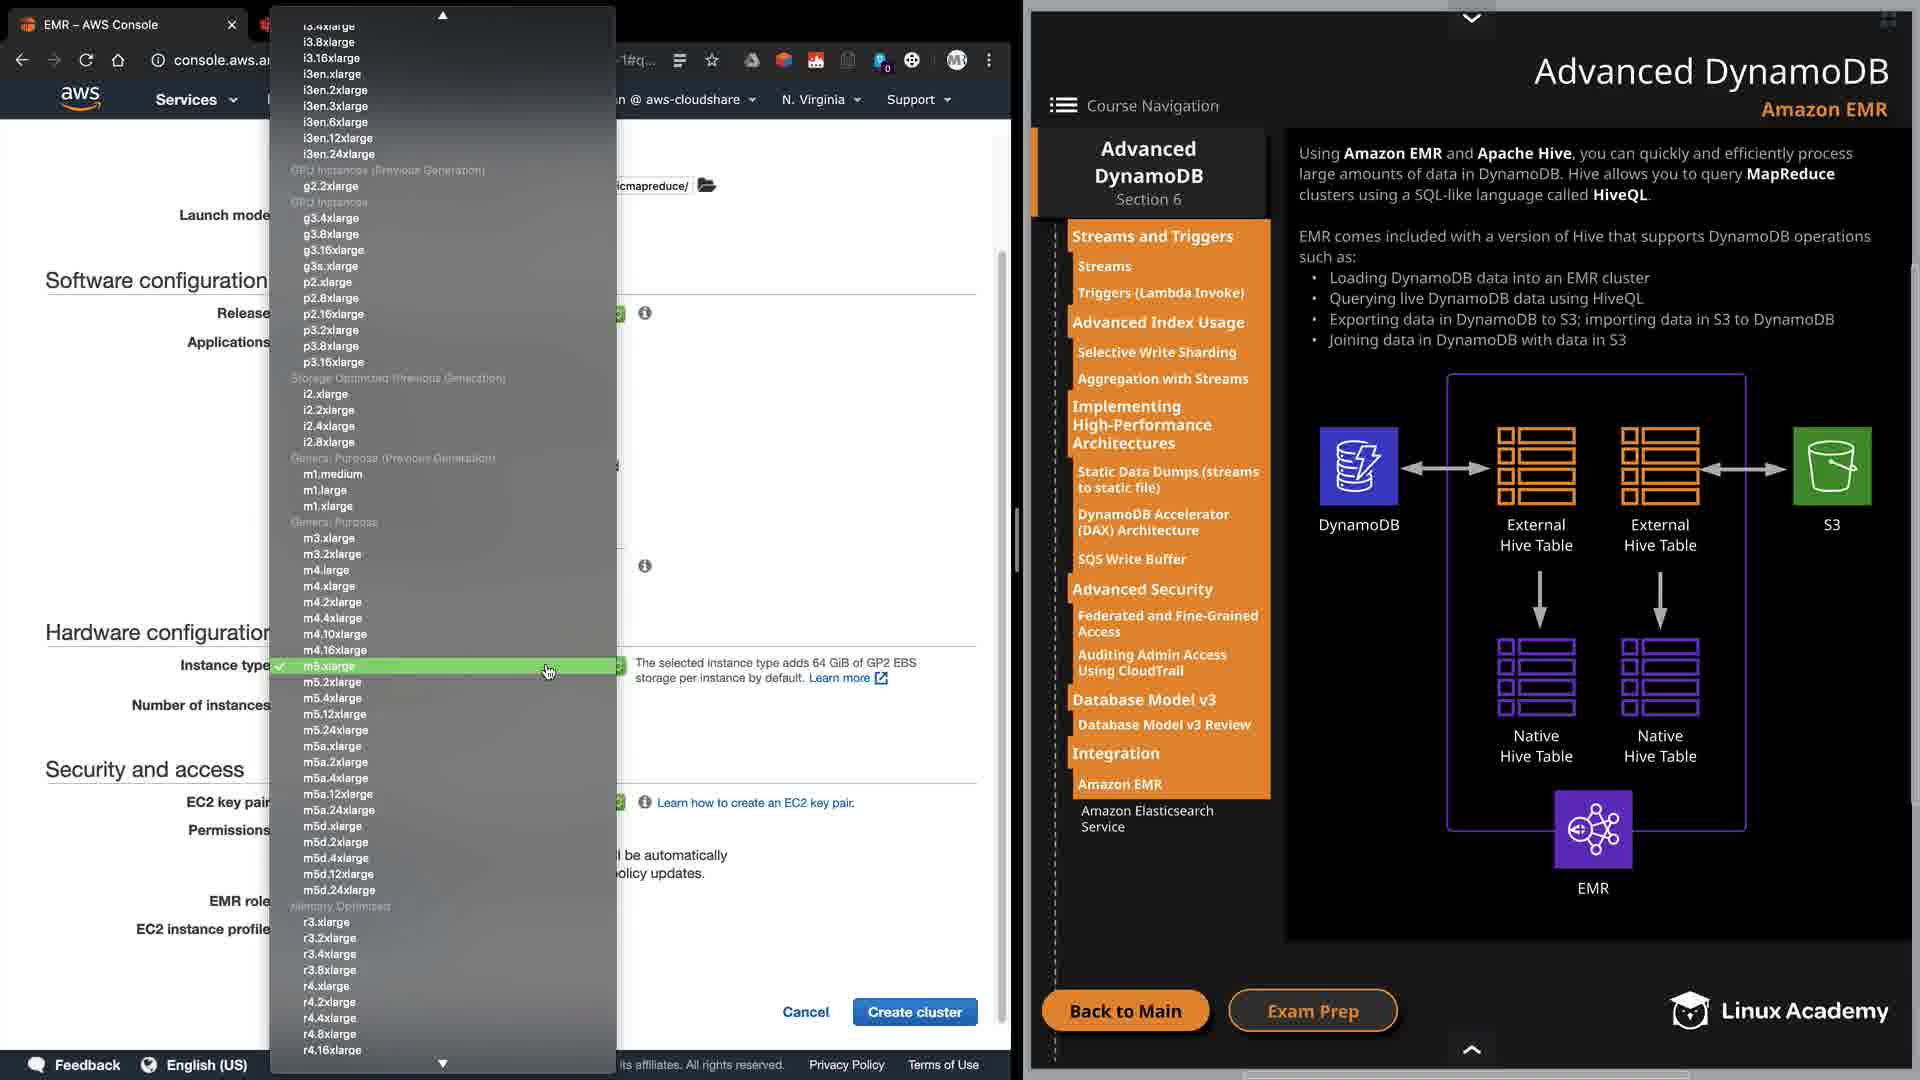 EMR – AWS Console
console.aws.ar
-1#q...
0
aws
Services
n @ aws-cloudshare
N. Virginia
Support
icmapreduce/
Launch mode
Software configuration
Release
Applications
Hardware configuration
Instance type
The selected instance type adds 64 GiB of GP2 EBS
storage per instance by default. Learn more
Number of instances
Security and access
EC2 key pair
Learn how to create an EC2 key pair.
Permissions
l be automatically
olicy updates.
EMR role
EC2 instance profile
Cancel
Create cluster
Feedback
English (US)
its affiliates. All rights reserved.
Privacy Policy
Terms of Use
i3.4xlarge
i3.8xlarge
i3.16xlarge
i3en.xlarge
i3en.2xlarge
i3en.3xlarge
i3en.6xlarge
i3en.12xlarge
i3en.24xlarge
GPU Instances (Previous Generation)
g2.2xlarge
GPU Instances
g3.4xlarge
g3.8xlarge
g3.16xlarge
g3s.xlarge
p2.xlarge
p2.8xlarge
p2.16xlarge
p3.2xlarge
p3.8xlarge
p3.16xlarge
Storage Optimized (Previous Generation)
i2.xlarge
i2.2xlarge
i2.4xlarge
i2.8xlarge
General Purpose (Previous Generation)
m1.medium
m1.large
m1.xlarge
General Purpose
m3.xlarge
m3.2xlarge
m4.large
m4.xlarge
m4.2xlarge
m4.4xlarge
m4.10xlarge
m4.16xlarge
m5.xlarge
m5.2xlarge
m5.4xlarge
m5.12xlarge
m5.24xlarge
m5a.xlarge
m5a.2xlarge
m5a.4xlarge
m5a.12xlarge
m5a.24xlarge
m5d.xlarge
m5d.2xlarge
m5d.4xlarge
m5d.12xlarge
m5d.24xlarge
Memory Optimized
r3.xlarge
r3.2xlarge
r3.4xlarge
r3.8xlarge
r4.xlarge
r4.2xlarge
r4.4xlarge
r4.8xlarge
r4.16xlarge
Advanced DynamoDB
Amazon EMR
Course Navigation
Advanced
DynamoDB
Section 6
Streams and Triggers
Streams
Triggers (Lambda Invoke)
Advanced Index Usage
Selective Write Sharding
Aggregation with Streams
Implementing
High-Performance
Architectures
Static Data Dumps (streams
to static file)
DynamoDB Accelerator
(DAX) Architecture
SQS Write Buffer
Advanced Security
Federated and Fine-Grained
Access
Auditing Admin Access
Using CloudTrail
Database Model v3
Database Model v3 Review
Integration
Amazon EMR
Amazon Elasticsearch
Service
Using Amazon EMR and Apache Hive, you can quickly and efficiently process
large amounts of data in DynamoDB. Hive allows you to query MapReduce
clusters using a SQL-like language called HiveQL.
EMR comes included with a version of Hive that supports DynamoDB operations
such as:
• Loading DynamoDB data into an EMR cluster
• Querying live DynamoDB data using HiveQL
• Exporting data in DynamoDB to S3; importing data in S3 to DynamoDB
• Joining data in DynamoDB with data in S3
DynamoDB
External
Hive Table
External
Hive Table
S3
Native
Hive Table
Native
Hive Table
EMR
Back to Main
Exam Prep
Linux Academy